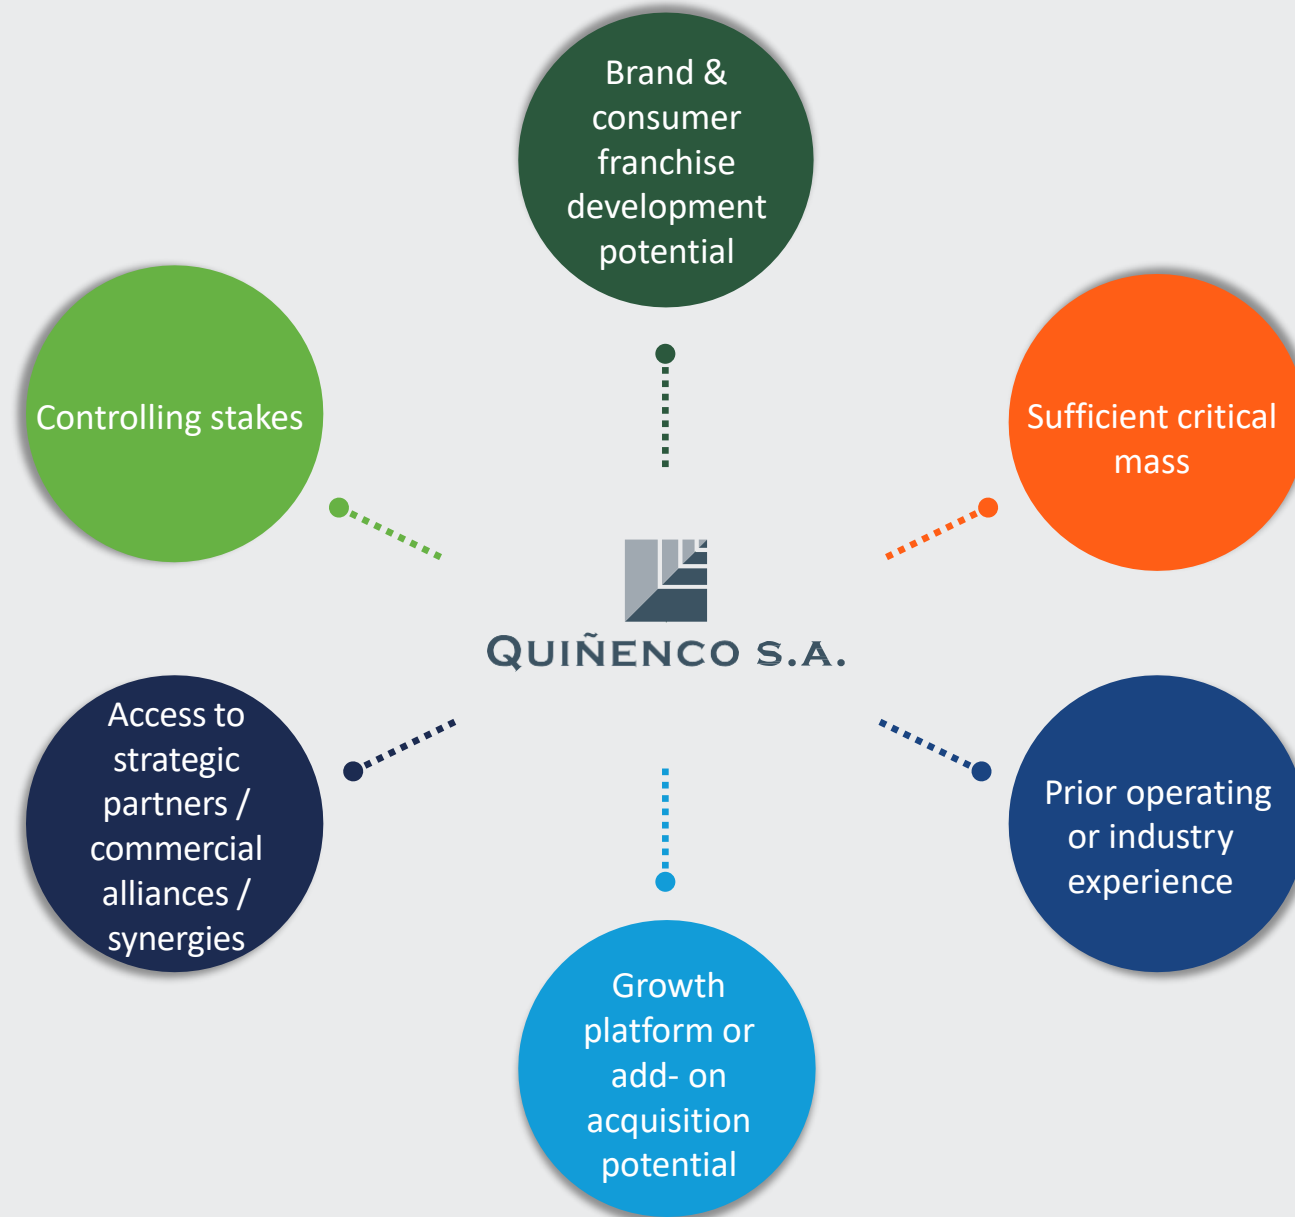 Brand &
consumer
franchise
development
potential
Controlling stakes
Sufficient critical
mass
QUIÑENCO S.A.
Access to
strategic
partners /
commercial
alliances /
synergies
Prior operating
or industry
experience
Growth
platform or
add- on
acquisition
potential